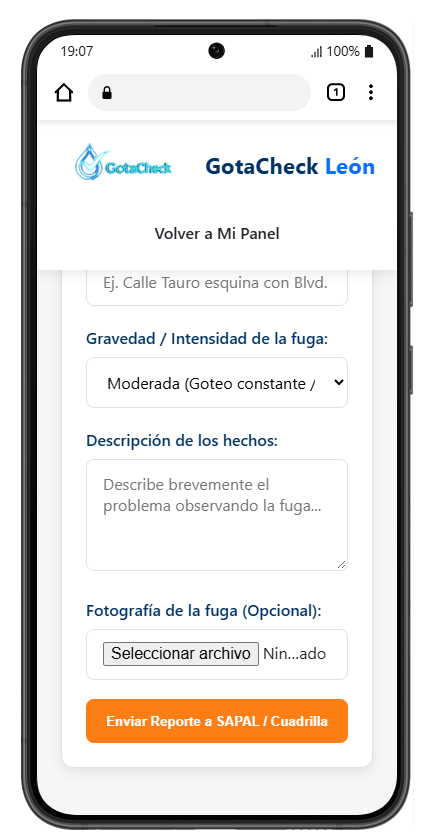 19:07
100%
1
GotaCheck
GotaCheck León
Volver a Mi Panel
Ej. Calle Tauro esquina con Blvd.
Gravedad / Intensidad de la fuga:
Moderada (Goteo constante /
Descripción de los hechos:
Describe brevemente el
problema observando la fuga...
Fotografía de la fuga (Opcional):
Seleccionar archivo Nin...ado
Enviar Reporte a SAPAL / Cuadrilla